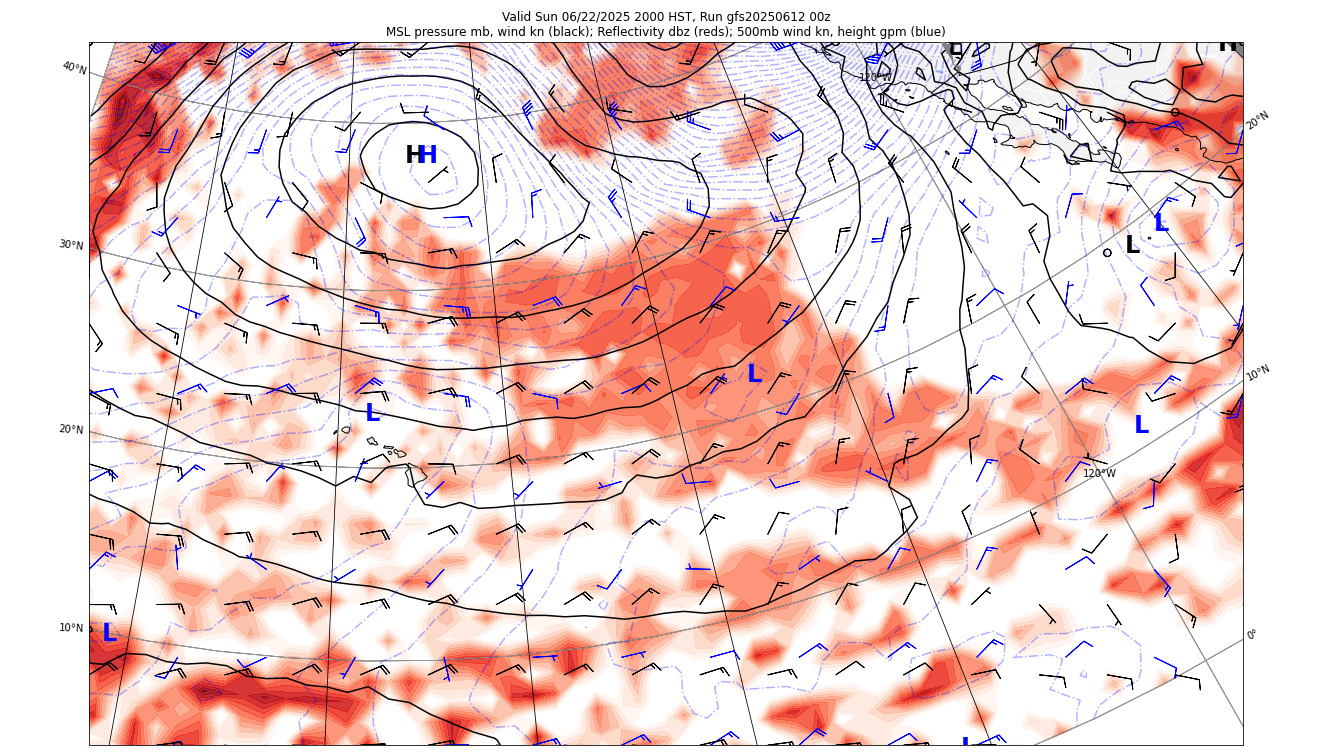 Valid Sun 06/22/2025 2000 HST, Run gfs20250612 00z
MSL pressure mb, wind kn (black); Reflectivity dbz (reds); 500mb wind kn, height gpm (blue)
L
H
40°N
120°W
20°N
H H
L
L
30°N
L
10°N
L
L
20°N
120°W
10°N
L
0°
L